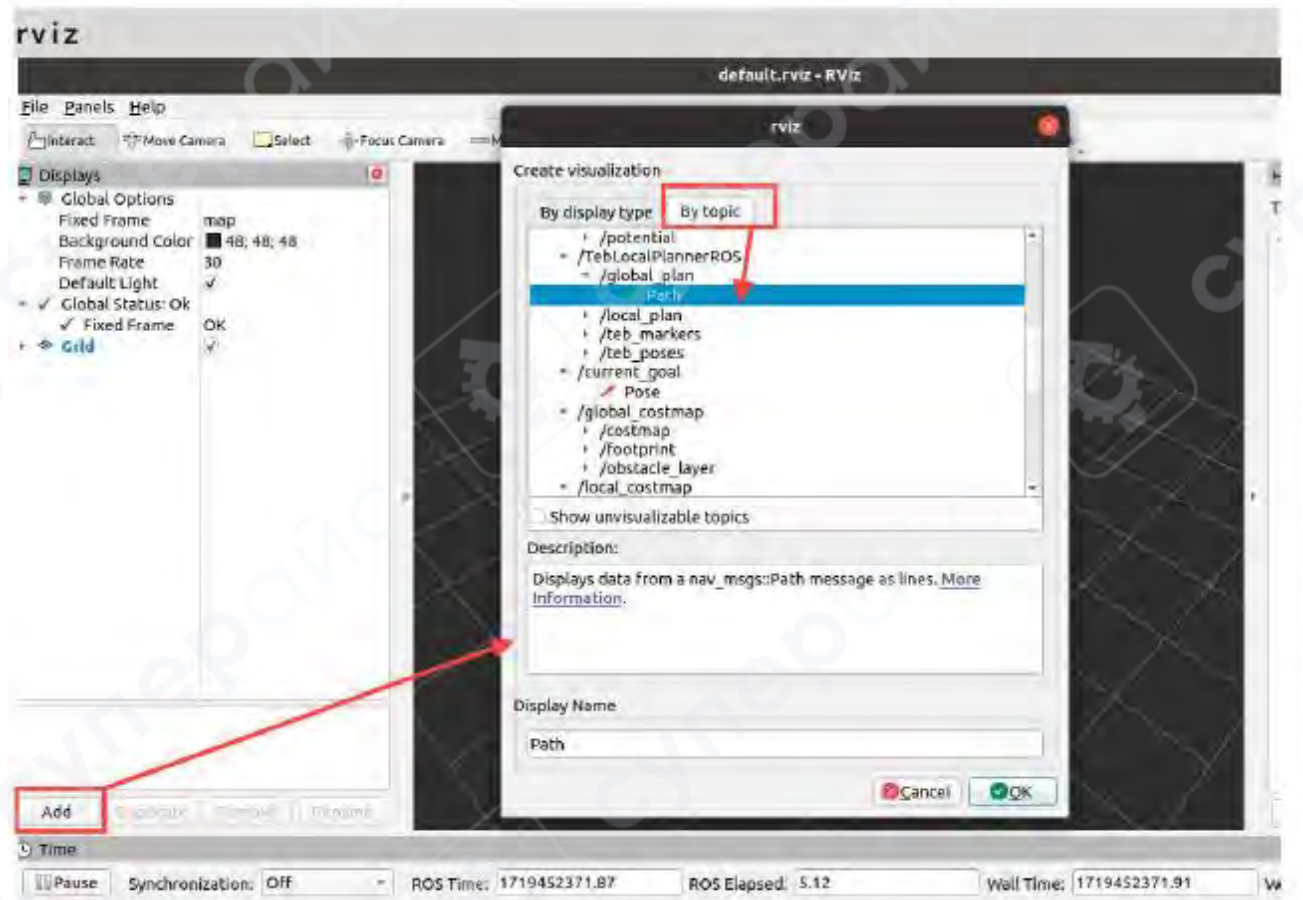 rviz
default.rviz - RViz
File Panels Help
Interact Move Camera Select Focus Camera M
rviz
Displays
Create visualization
Global Options
By display type By topic
Fixed Frame map
/potential
Background Color 48; 48; 48
/TebLocalPlannerROS
Frame Rate 30
/global_plan
Default Light
Path
Global Status: Ok
/local_plan
Fixed Frame OK
/teb_markers
Grid
/teb_poses
/current_goal
Pose
/global_costmap
/costmap
/footprint
/obstacle_layer
/local_costmap
Show unvisualizable topics
Description:
Displays data from a nav_msgs::Path message as lines. More
Information.
Display Name
Path
Cancel OK
Add Duplicate Remove Rename
Time
Pause Synchronization: Off ROS Time: 1719452371.87 ROS Elapsed: 5.12 Wall Time: 1719452371.91 W